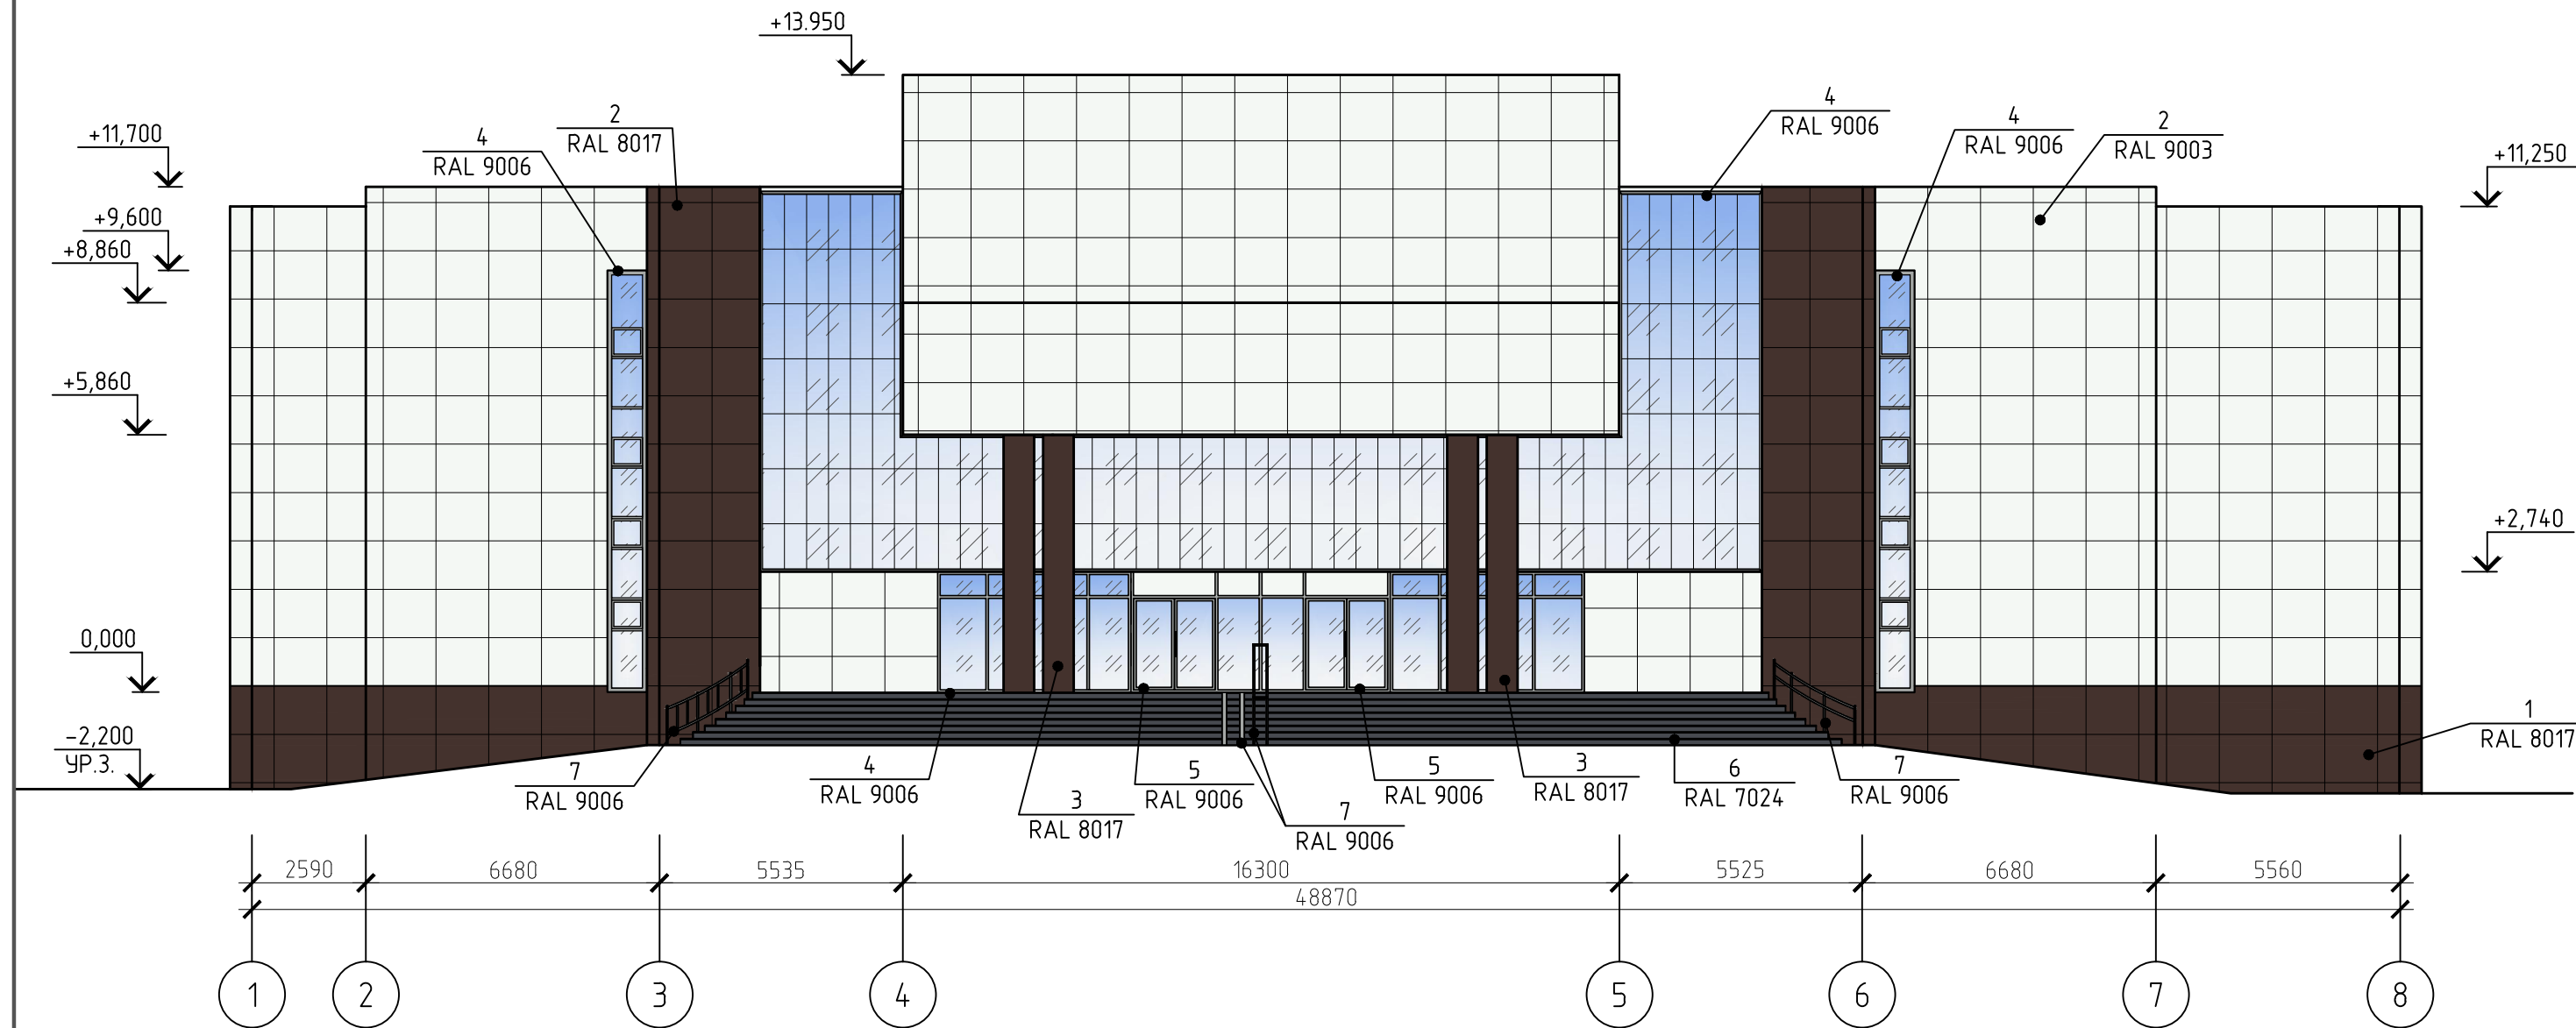 +13.950
+11,700
+9,600
+8,860
+5,860
0,000
-2,200
УР.З.
+11,250
+2,740
4
RAL 9006
2
RAL 8017
4
RAL 9006
4
RAL 9006
2
RAL 9003
1
RAL 8017
7
RAL 9006
4
RAL 9006
3
RAL 8017
5
RAL 9006
7
RAL 9006
5
RAL 9006
3
RAL 8017
6
RAL 7024
7
RAL 9006
2590 6680 5535 16300 5525 6680 5560
48870
1 2 3 4 5 6 7 8